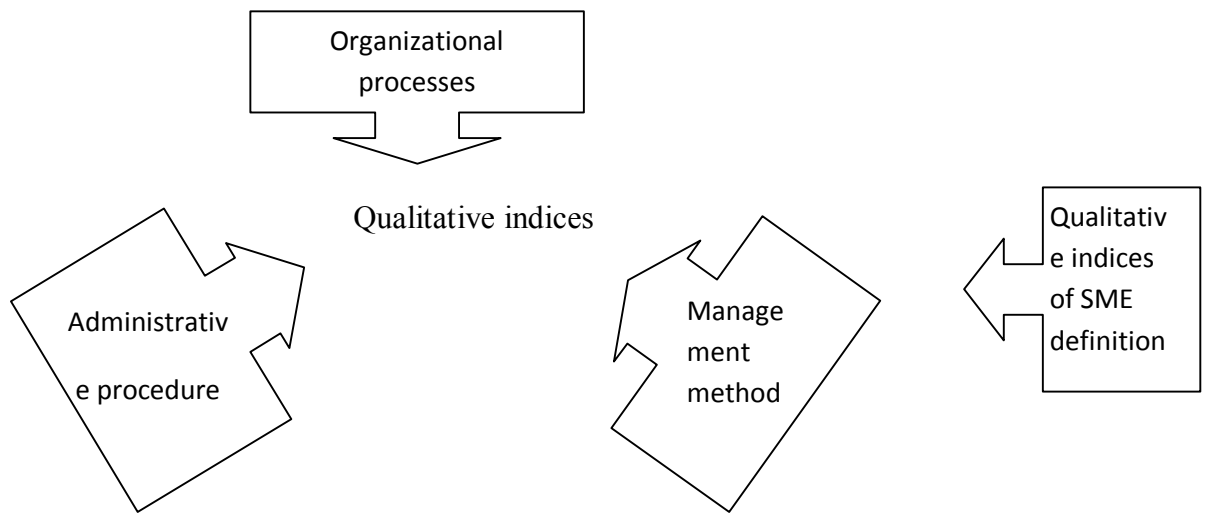 Organizational
processes
Qualitative indices
Administrativ
e procedure
Manage
ment
method
Qualitativ
e indices
of SME
definition